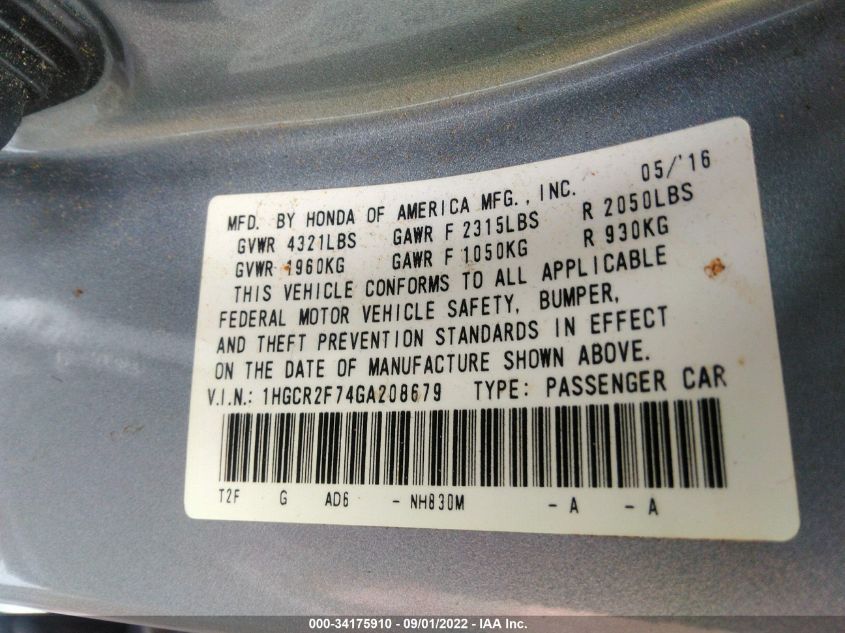 MFD. BY HONDA OF AMERICA MFG., INC. 05/'16
GVWR 4321LBS GAWR F 2315LBS R 2050LBS
GVWR 1960KG GAWR F 1050KG R 930KG
THIS VEHICLE CONFORMS TO ALL APPLICABLE
FEDERAL MOTOR VEHICLE SAFETY, BUMPER,
AND THEFT PREVENTION STANDARDS IN EFFECT
ON THE DATE OF MANUFACTURE SHOWN ABOVE.
V.I.N.: 1HGCR2F74GA208679 TYPE: PASSENGER CAR
T2F G AD6 - NH830M - A - A
000-34175910 - 09/01/2022 - IAA Inc.